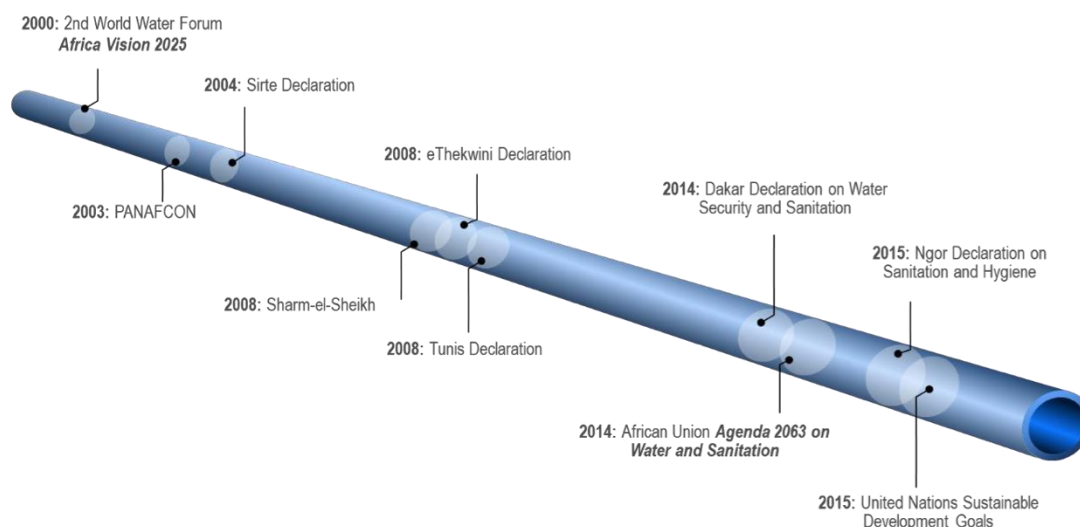 2000: 2nd World Water Forum
Africa Vision 2025
2004: Sirte Declaration
2003: PANAFCON
2008: eThekwini Declaration
2008: Sharm-el-Sheikh
2008: Tunis Declaration
2014: Dakar Declaration on Water
Security and Sanitation
2014: African Union Agenda 2063 on
Water and Sanitation
2015: Ngor Declaration on
Sanitation and Hygiene
2015: United Nations Sustainable
Development Goals